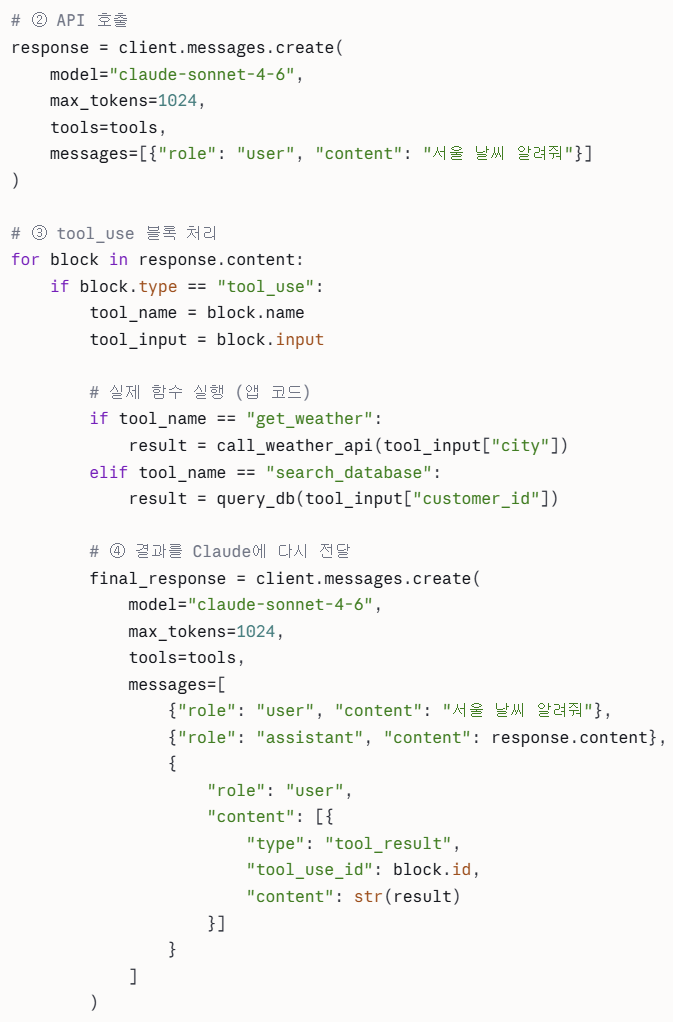 # ② API 호출
response = client.messages.create(
    model="claude-sonnet-4-6",
    max_tokens=1024,
    tools=tools,
    messages=[{"role": "user", "content": "서울 날씨 알려줘"}]
)

# ③ tool_use 블록 처리
for block in response.content:
    if block.type == "tool_use":
        tool_name = block.name
        tool_input = block.input

        # 실제 함수 실행 (앱 코드)
        if tool_name == "get_weather":
            result = call_weather_api(tool_input["city"])
        elif tool_name == "search_database":
            result = query_db(tool_input["customer_id"])

        # ④ 결과를 Claude에 다시 전달
        final_response = client.messages.create(
            model="claude-sonnet-4-6",
            max_tokens=1024,
            tools=tools,
            messages=[
                {"role": "user", "content": "서울 날씨 알려줘"},
                {"role": "assistant", "content": response.content},
                {
                    "role": "user",
                    "content": [{
                        "type": "tool_result",
                        "tool_use_id": block.id,
                        "content": str(result)
                    }]
                }
            ]
        )